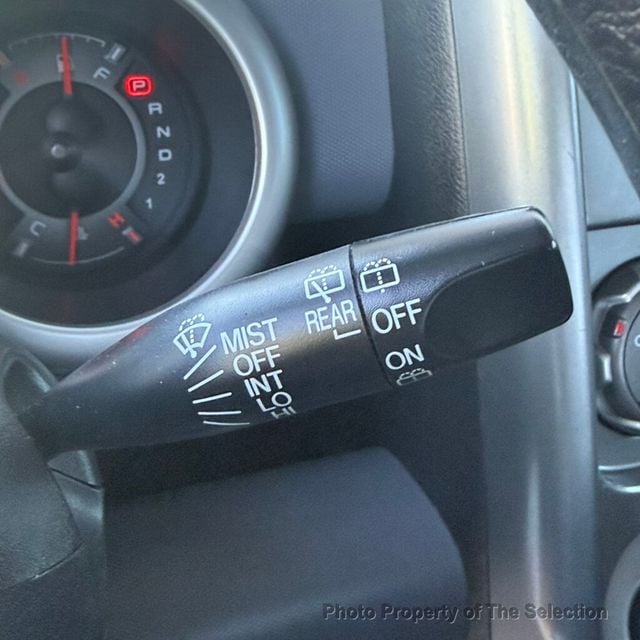 F
P
R
N
D
2
1
C
H
MIST
OFF
INT
LO
HI
REAR
OFF
ON
Photo Property of The Selection